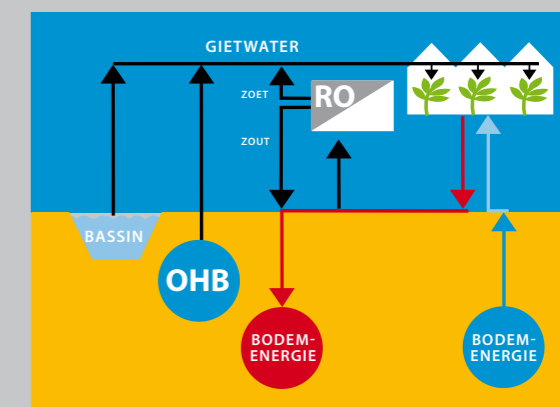 GIETWATER
ZOET
RO
ZOUT
BASSIN
OHB
BODEM-
ENERGIE
BODEM-
ENERGIE